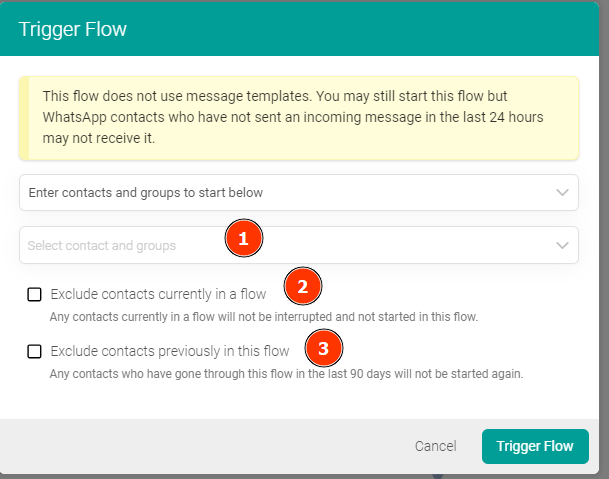 Trigger Flow
This flow does not use message templates. You may still start this flow but
WhatsApp contacts who have not sent an incoming message in the last 24 hours
may not receive it.
Enter contacts and groups to start below
Select contact and groups 1
Exclude contacts currently in a flow 2
Any contacts currently in a flow will not be interrupted and not started in this flow.
Exclude contacts previously in this flow 3
Any contacts who have gone through this flow in the last 90 days will not be started again.
Cancel Trigger Flow